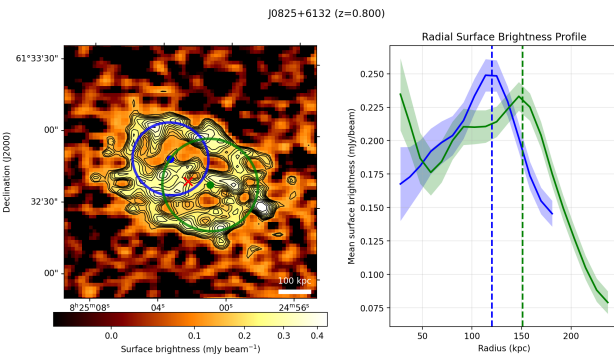 J0825+6132 (z=0.800)
Radial Surface Brightness Profile
61°33'30"
00"
32'30"
00"
Declination (J2000)
100 kpc
8ʰ25ᵐ08ˢ 04ˢ 00ˢ 24ᵐ56ˢ
0.0 0.1 0.2 0.3 0.4
Surface brightness (mJy beam⁻¹)
Mean surface brightness (mJy/beam)
0.250
0.225
0.200
0.175
0.150
0.125
0.100
0.075
50 100 150 200
Radius (kpc)